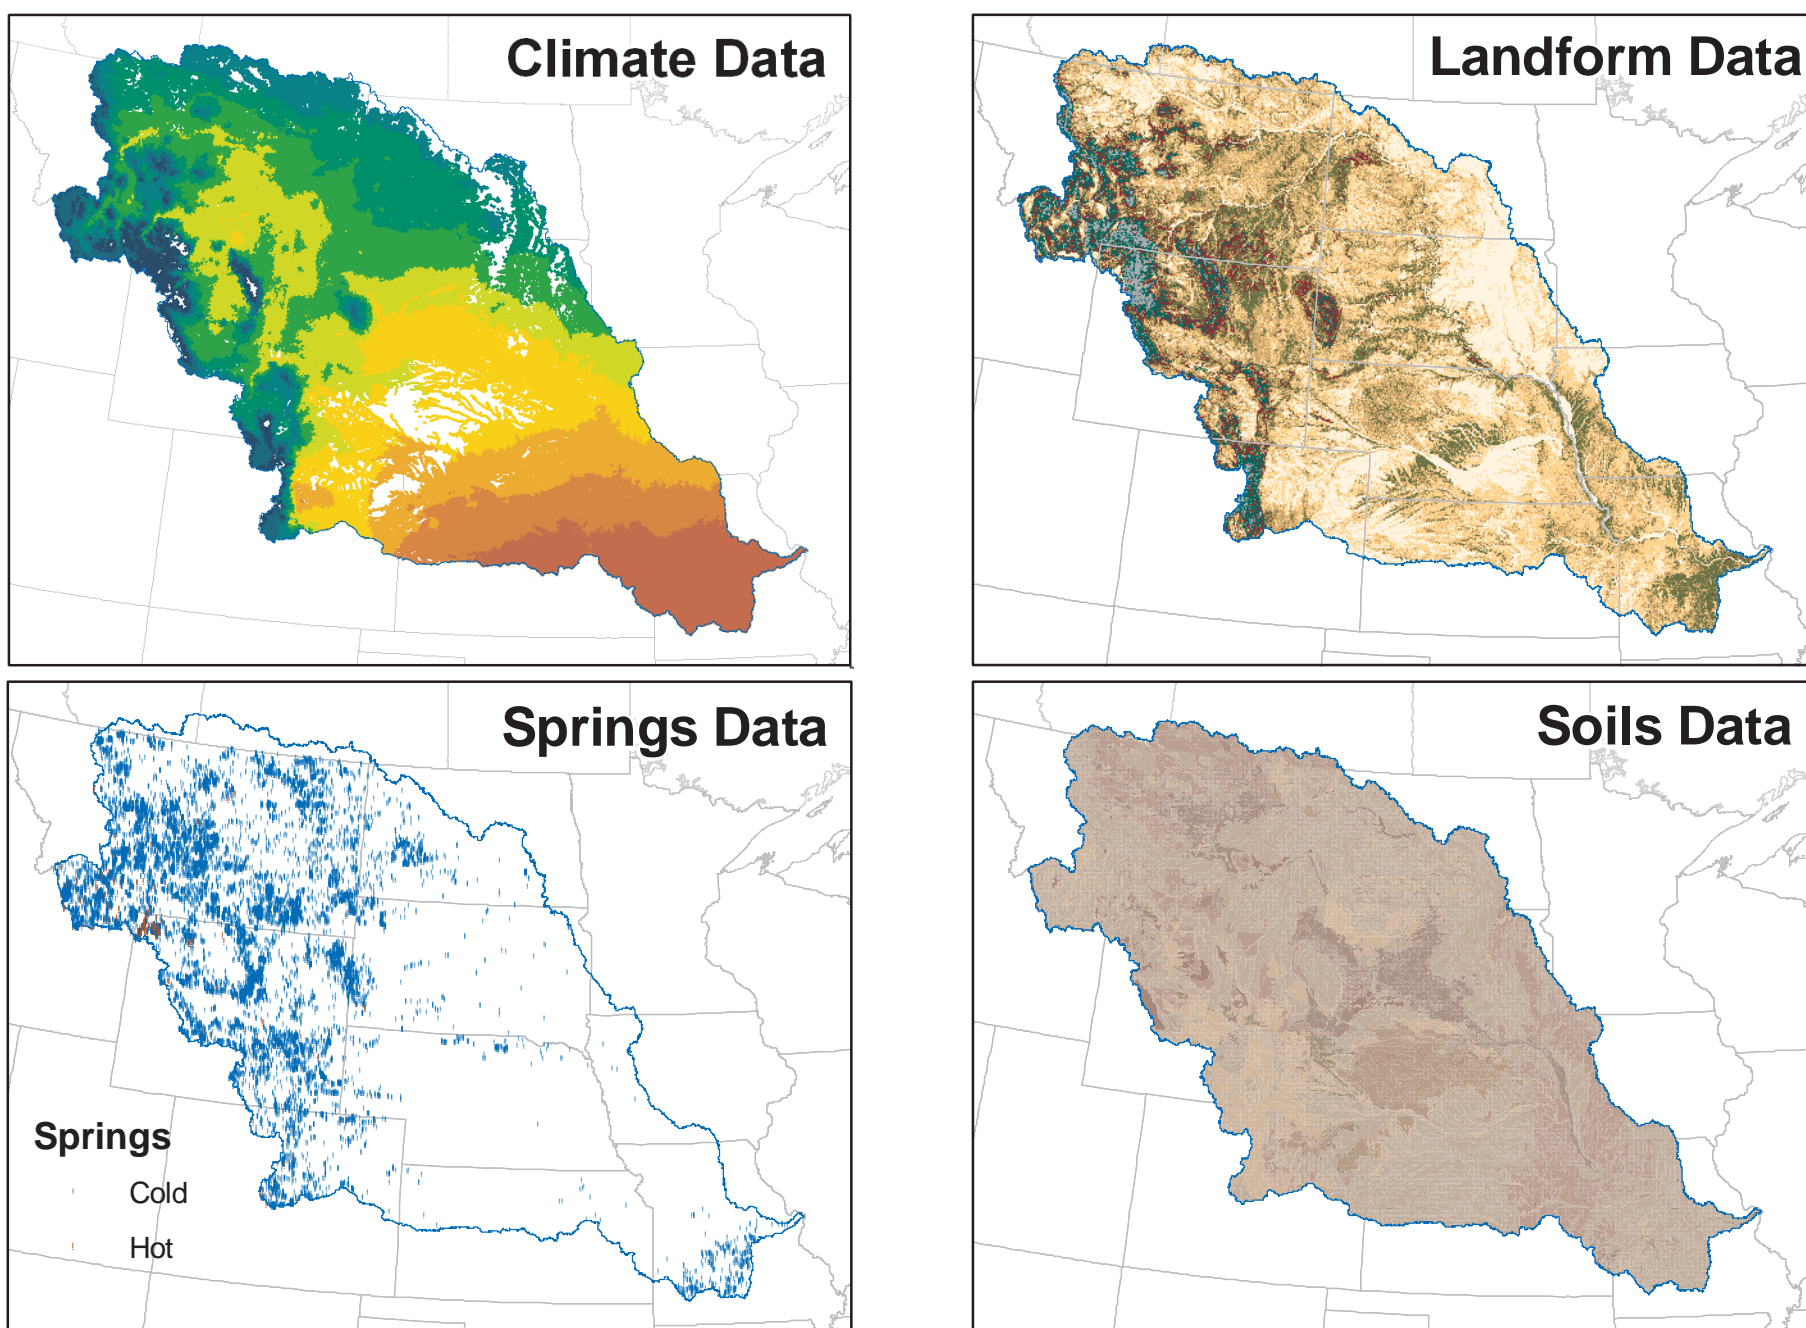 Climate Data
Landform Data
Springs Data
Soils Data
Springs
Cold
Hot